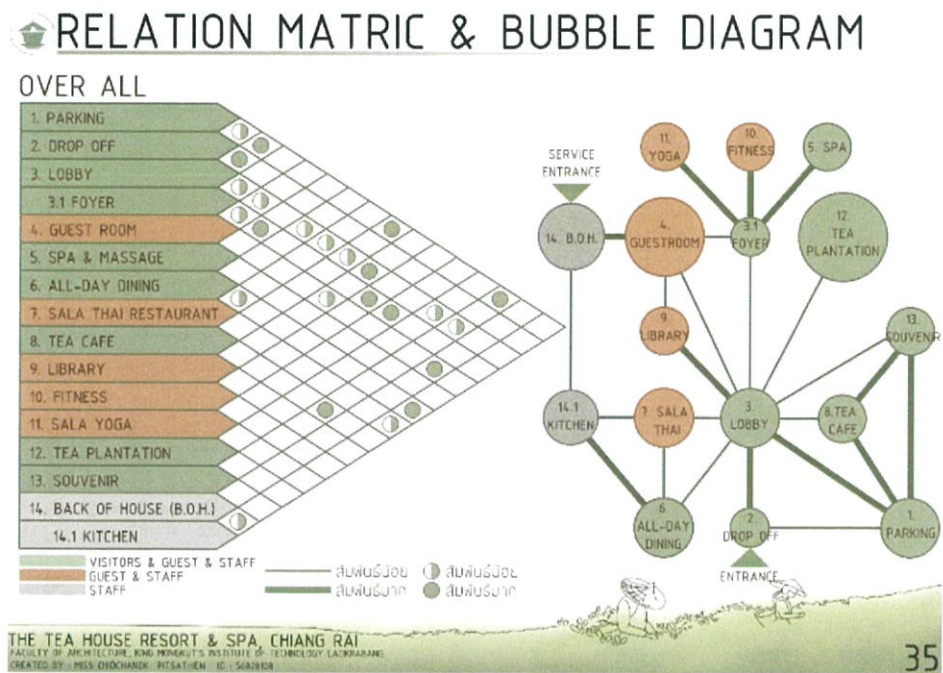 RELATION MATRIC & BUBBLE DIAGRAM
OVER ALL
1. PARKING
2. DROP OFF
3. LOBBY
3.1 FOYER
4. GUEST ROOM
5. SPA & MASSAGE
6. ALL-DAY DINING
7. SALA THAI RESTAURANT
8. TEA CAFE
9. LIBRARY
10. FITNESS
11. SALA YOGA
12. TEA PLANTATION
13. SOUVENIR
14. BACK OF HOUSE (B.O.H.)
14.1 KITCHEN
VISITORS & GUEST & STAFF
GUEST & STAFF
STAFF
สัมพันธ์น้อย
สัมพันธ์มาก
สัมพันธ์น้อย
สัมพันธ์มาก
SERVICE
ENTRANCE
11.
YOGA
10.
FITNESS
5. SPA
14. B.O.H.
4.
GUESTROOM
3.1
FOYER
12.
TEA
PLANTATION
9.
LIBRARY
13.
SOUVENIR
14.1
KITCHEN
7. SALA
THAI
3.
LOBBY
8.TEA
CAFE
6.
ALL-DAY
DINING
2.
DROP OFF
1.
PARKING
ENTRANCE
THE TEA HOUSE RESORT & SPA, CHIANG RAI
FACULTY OF ARCHITECTURE, KING MONGKUT'S INSTITUTE OF TECHNOLOGY LADKRABANG
CREATED BY : MISS
35